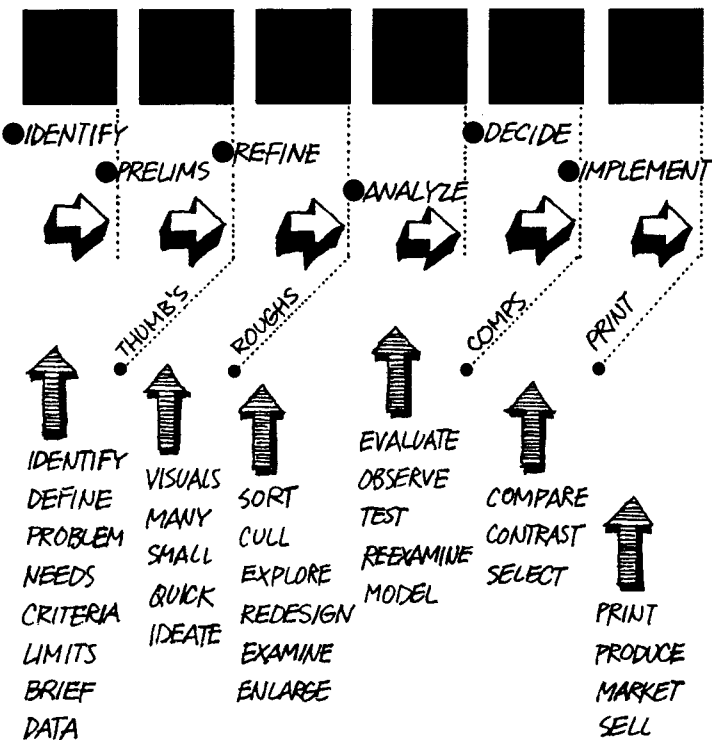 IDENTIFY
PRELIMS
REFINE
ANALYZE
DECIDE
IMPLEMENT
THUMB'S
ROUGHS
COMPS
PRINT
IDENTIFY
DEFINE
PROBLEM
NEEDS
CRITERIA
LIMITS
BRIEF
DATA
VISUALS
MANY
SMALL
QUICK
IDEATE
SORT
CULL
EXPLORE
REDESIGN
EXAMINE
ENLARGE
EVALUATE
OBSERVE
TEST
REEXAMINE
MODEL
COMPARE
CONTRAST
SELECT
PRINT
PRODUCE
MARKET
SELL